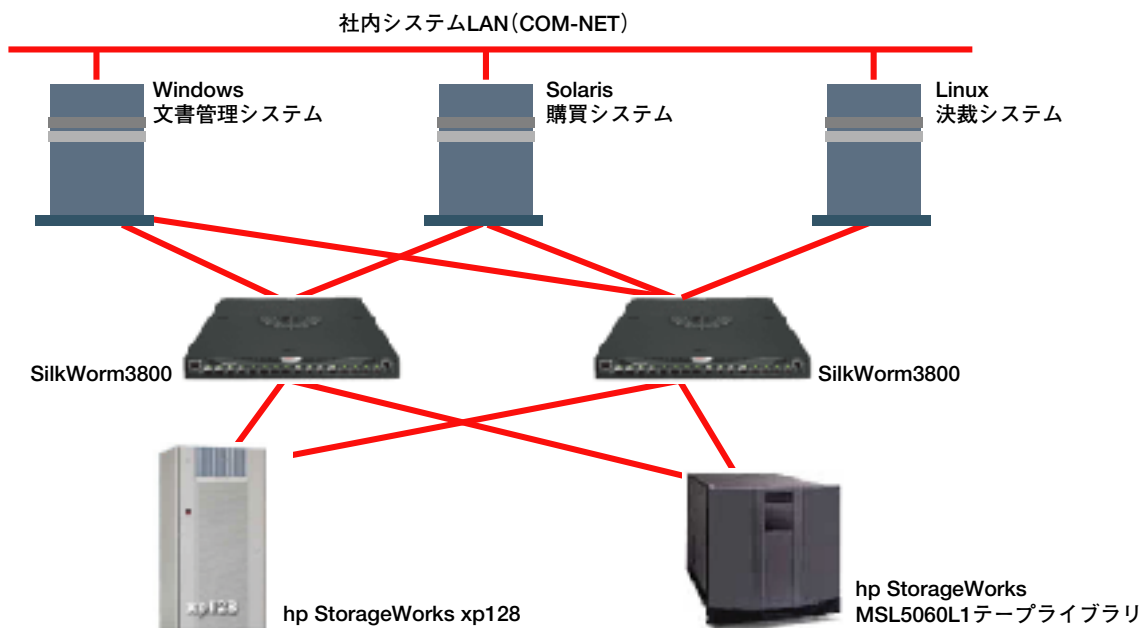 社内システムLAN（COM-NET）
Windows
文書管理システム
Solaris
購買システム
Linux
決裁システム
SilkWorm3800
SilkWorm3800
xp128
hp StorageWorks xp128
hp StorageWorks
MSL5060L1テープライブラリ